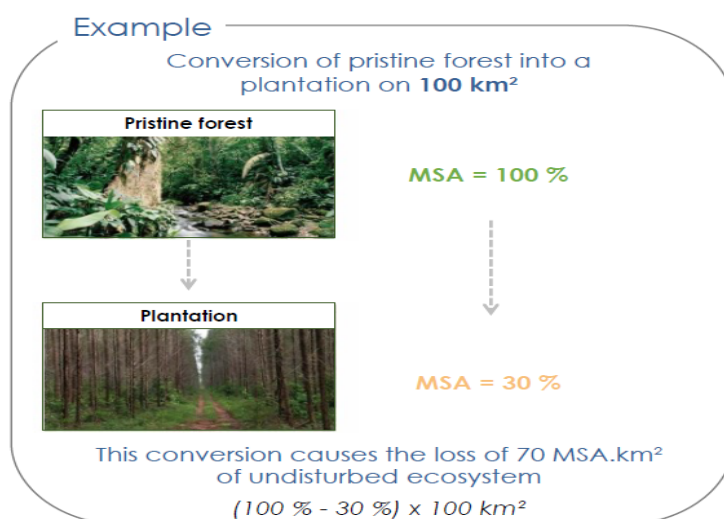 Example
Conversion of pristine forest into a
plantation on 100 km²
Pristine forest
MSA = 100 %
Plantation
MSA = 30 %
This conversion causes the loss of 70 MSA.km²
of undisturbed ecosystem
(100 % - 30 %) x 100 km²